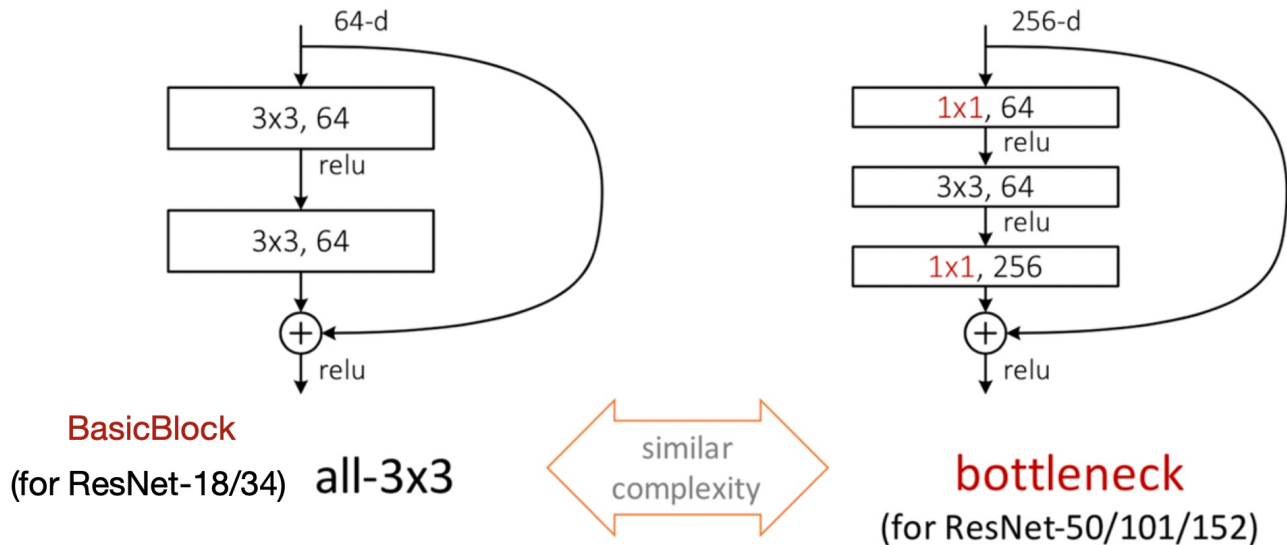 64-d
3x3, 64
relu
3x3, 64
+
relu
BasicBlock
(for ResNet-18/34)
all-3x3
similar
complexity
256-d
1x1, 64
relu
3x3, 64
relu
1x1, 256
+
relu
bottleneck
(for ResNet-50/101/152)